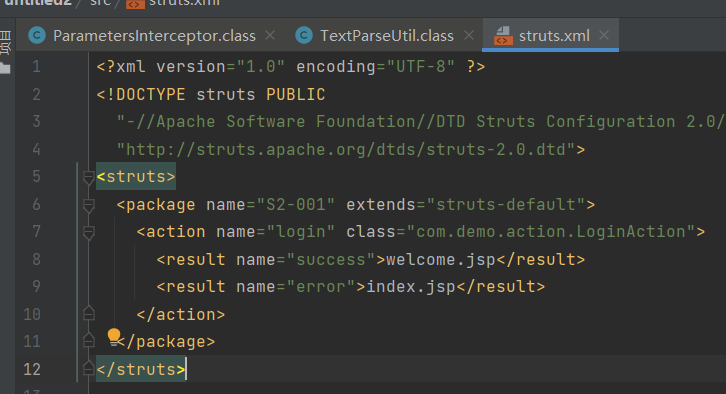 untitled2 / src / struts.xml
项目
ParametersInterceptor.class × TextParseUtil.class × struts.xml ×
1 <?xml version="1.0" encoding="UTF-8" ?>
2 <!DOCTYPE struts PUBLIC
3 "-//Apache Software Foundation//DTD Struts Configuration 2.0/
4 "http://struts.apache.org/dtds/struts-2.0.dtd">
5 <struts>
6 <package name="S2-001" extends="struts-default">
7 <action name="login" class="com.demo.action.LoginAction">
8 <result name="success">welcome.jsp</result>
9 <result name="error">index.jsp</result>
10 </action>
11 </package>
12 </struts>